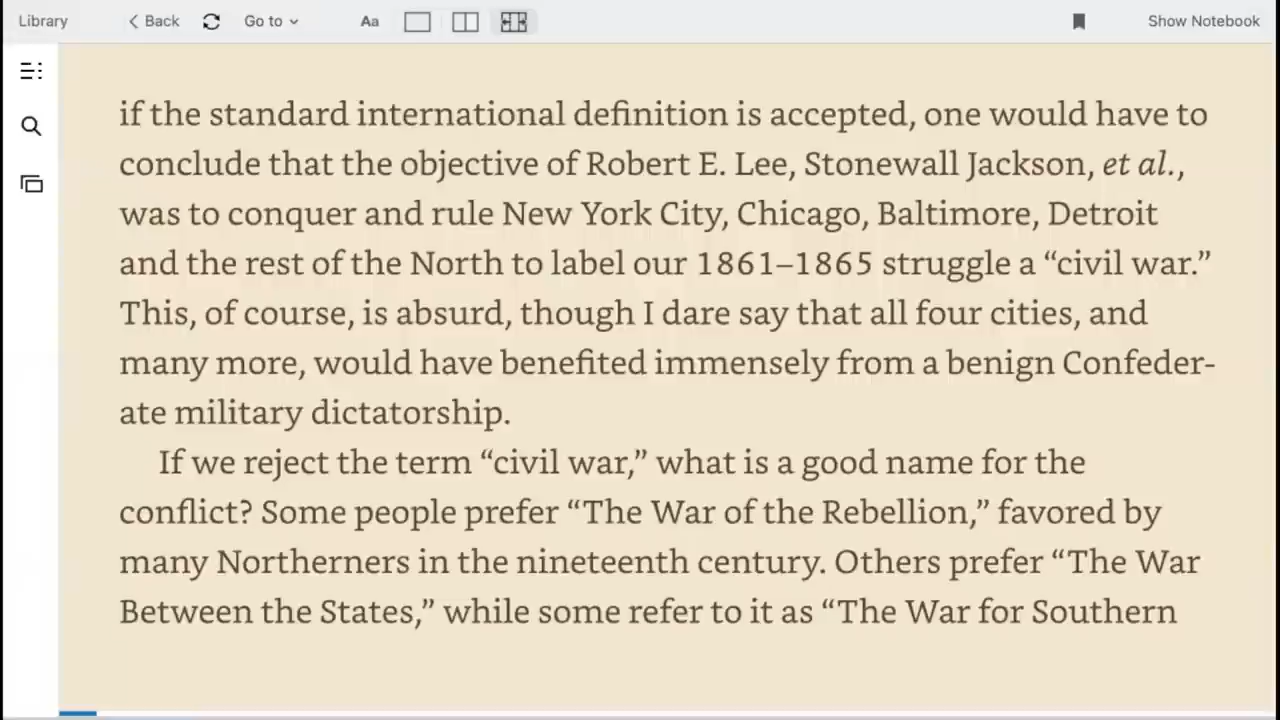 Library
Back
Go to
Aa
Show Notebook
if the standard international definition is accepted, one would have to
conclude that the objective of Robert E. Lee, Stonewall Jackson, et al.,
was to conquer and rule New York City, Chicago, Baltimore, Detroit
and the rest of the North to label our 1861–1865 struggle a “civil war.”
This, of course, is absurd, though I dare say that all four cities, and
many more, would have benefited immensely from a benign Confeder-
ate military dictatorship.
If we reject the term “civil war,” what is a good name for the
conflict? Some people prefer “The War of the Rebellion,” favored by
many Northerners in the nineteenth century. Others prefer “The War
Between the States,” while some refer to it as “The War for Southern